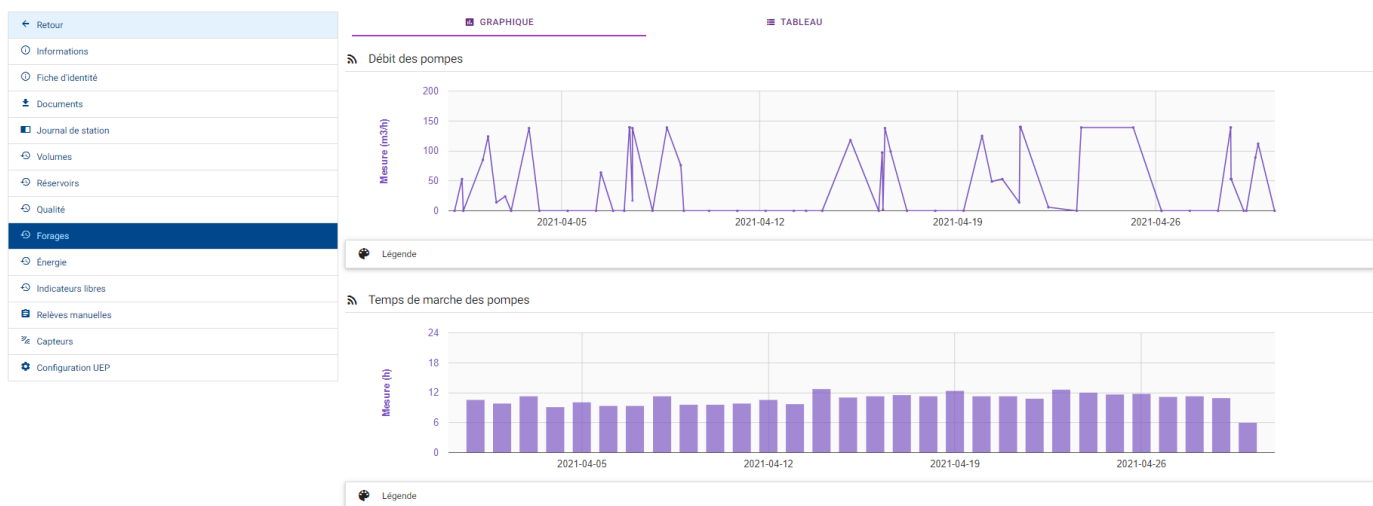 Retour
Informations
Fiche d'identité
Documents
Journal de station
Volumes
Réservoirs
Qualité
Forages
Énergie
Indicateurs libres
Relèves manuelles
Capteurs
Configuration UEP
GRAPHIQUE TABLEAU
Débit des pompes
Mesure (m3/h)
200
150
100
50
0
2021-04-05 2021-04-12 2021-04-19 2021-04-26
Légende
Temps de marche des pompes
Mesure (h)
24
18
12
6
0
2021-04-05 2021-04-12 2021-04-19 2021-04-26
Légende